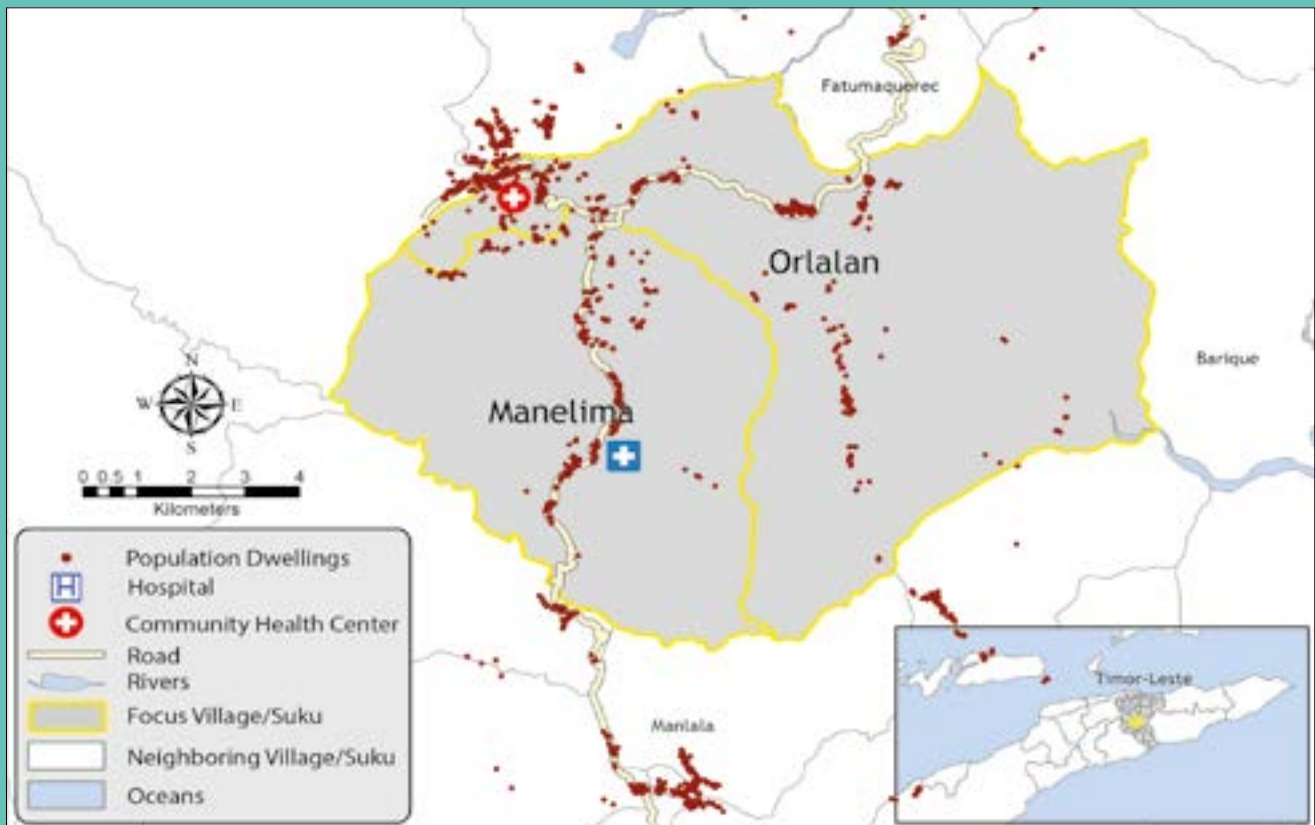 Fatumaquerec
Orlalan
Barique
Manelima
N
W E
S
0 0.5 1 2 3 4
Kilometers
Population Dwellings
H Hospital
Community Health Center
Road
Rivers
Focus Village/Suku
Neighboring Village/Suku
Oceans
Manlala
Timor-Leste